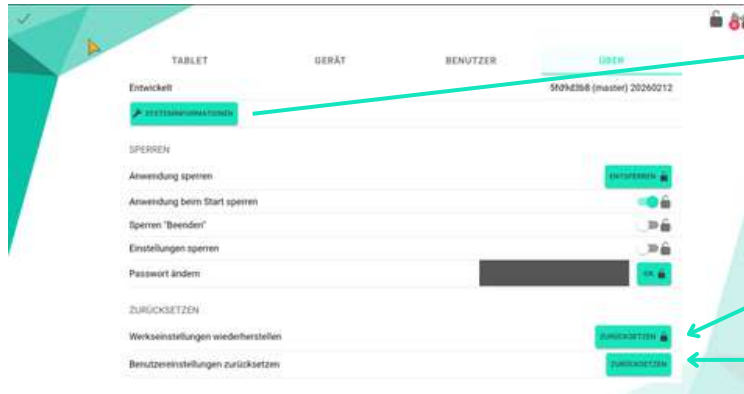 TABLET GERÄT BENUTZER ÜBER
Entwickelt 5fd9d3b8 (master) 20260212
SYSTEMINFORMATIONEN
SPERREN
Anwendung sperren ENTSPERREN
Anwendung beim Start sperren
Sperren "Beenden"
Einstellungen sperren
Passwort ändern OK
ZURÜCKSETZEN
Werkseinstellungen wiederherstellen ZURÜCKSETZEN
Benutzereinstellungen zurücksetzen ZURÜCKSETZEN